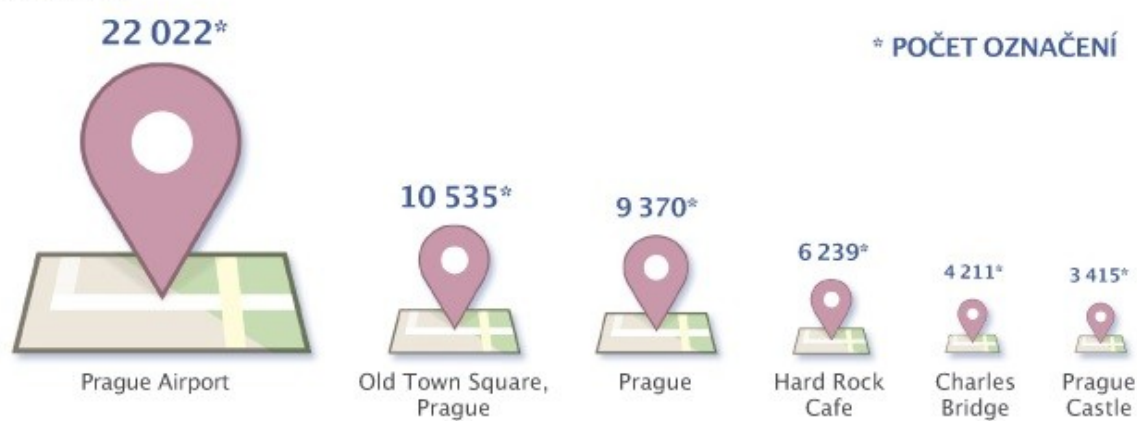 22 022*
* POČET OZNAČENÍ
10 535*
9 370*
6 239*
4 211*
3 415*
Prague Airport
Old Town Square,
Prague
Prague
Hard Rock
Cafe
Charles
Bridge
Prague
Castle